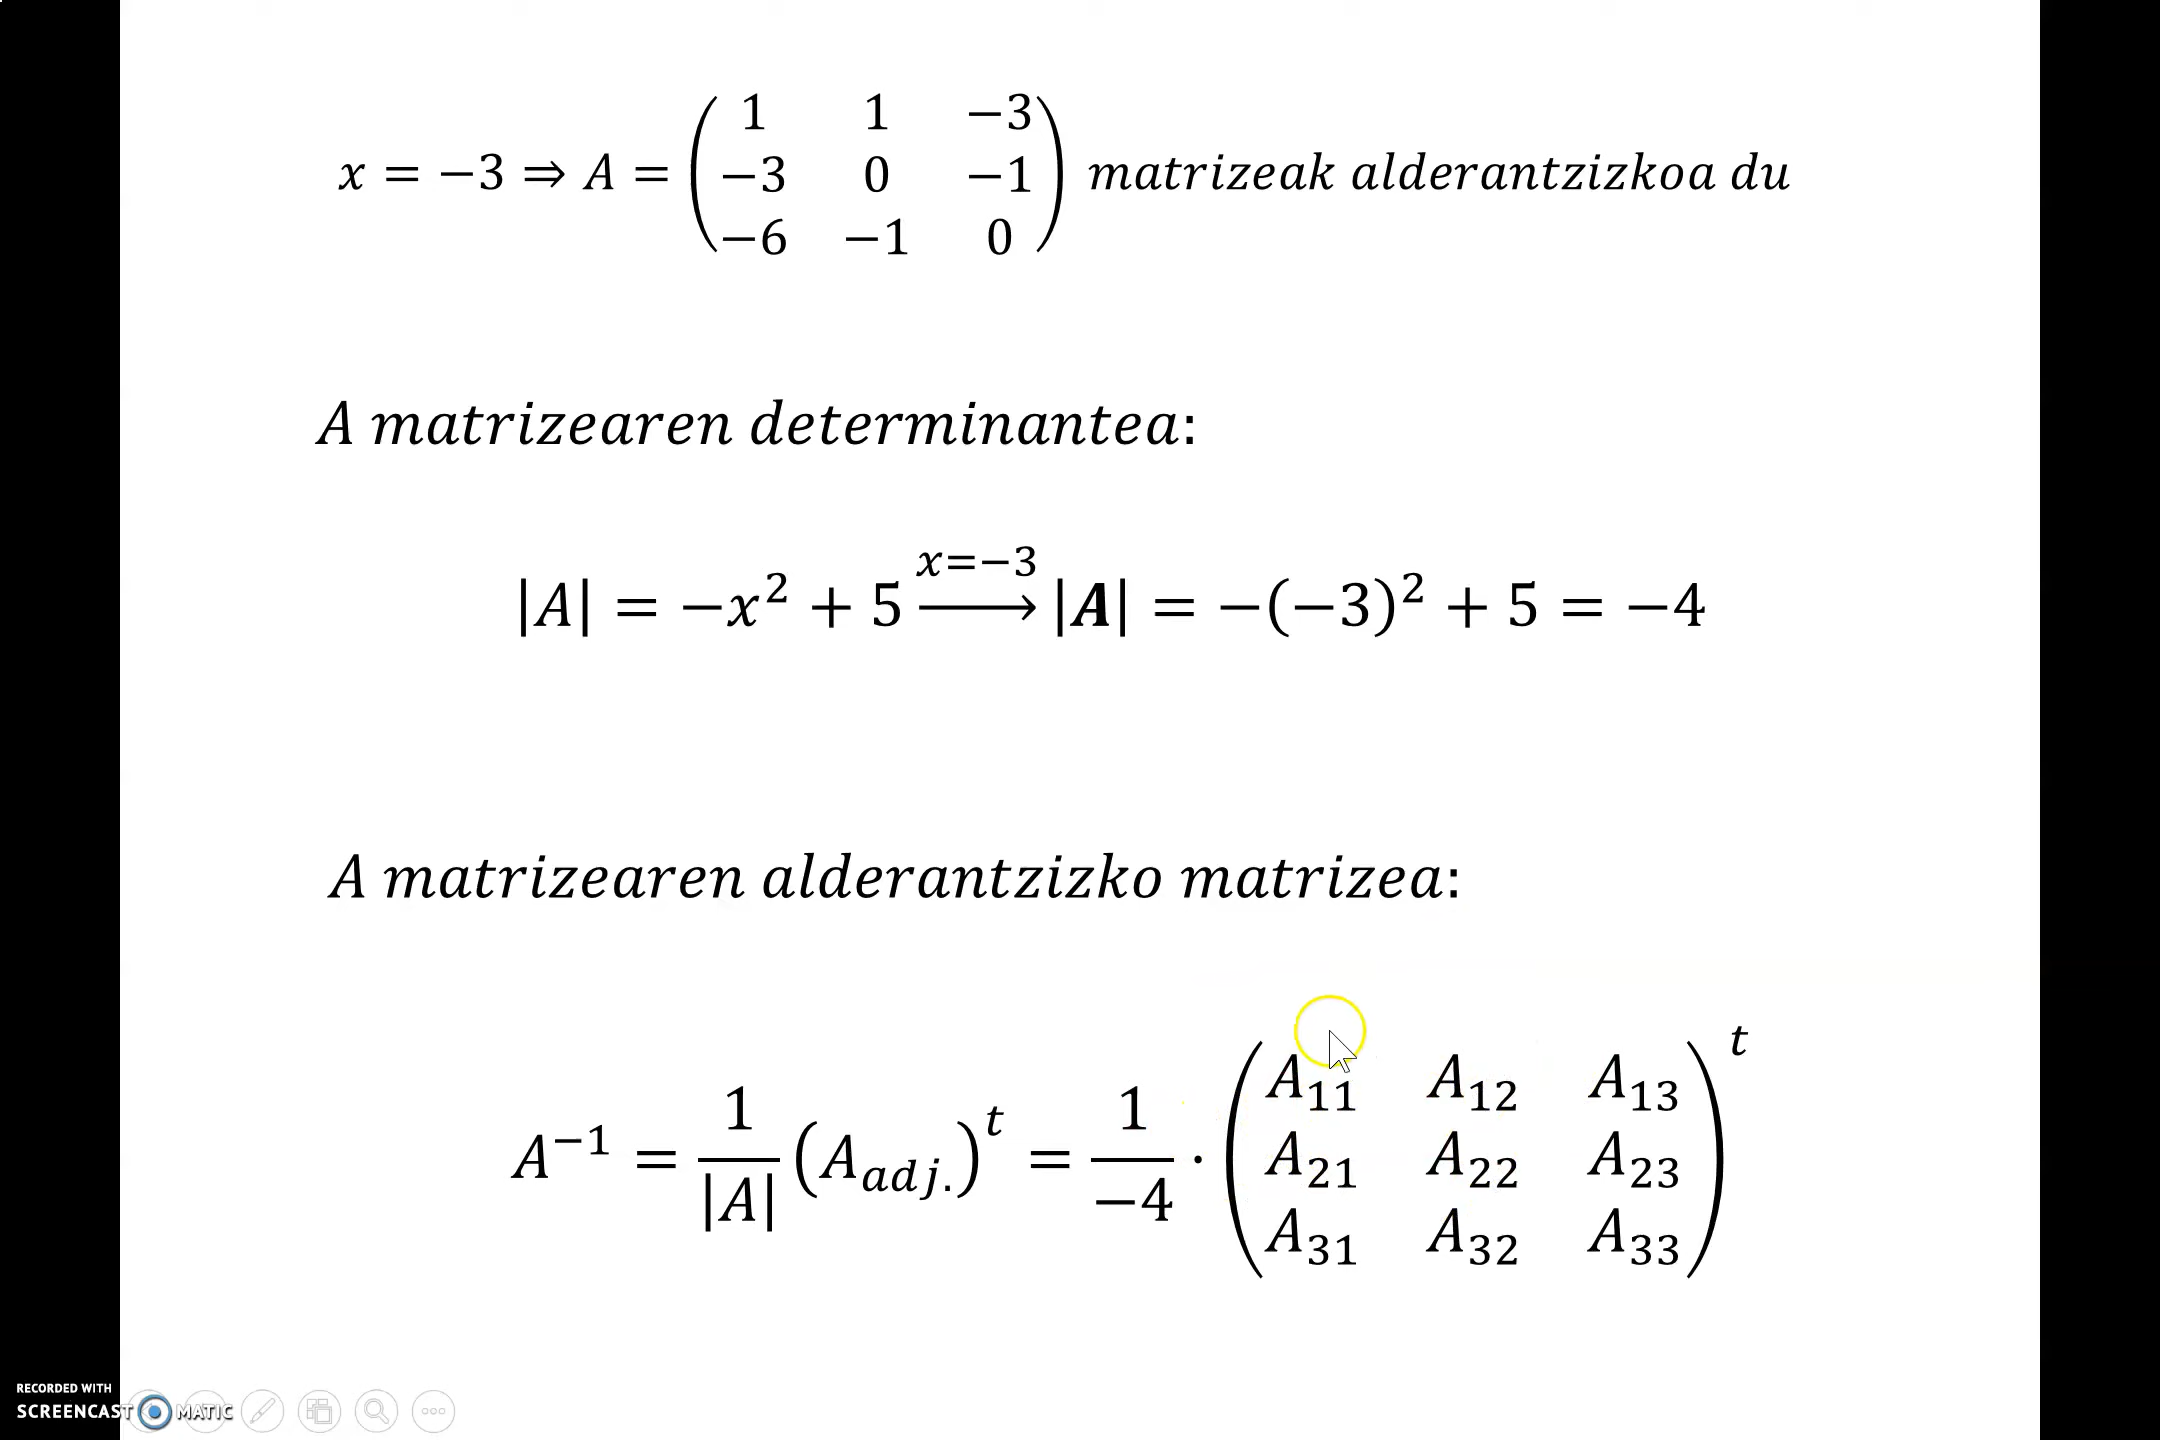 x = −3 ⇒ A = ( 1 1 −3
−3 0 −1
−6 −1 0 ) matrizeak alderantzizkoa du
A matrizearen determinantea:
|A| = −x² + 5 x=−3 ⟶ |A| = −(−3)² + 5 = −4
A matrizearen alderantzizko matrizea:
A⁻¹ = 1/|A| (A_adj.)ᵗ = 1/−4 · ( A₁₁ A₁₂ A₁₃
A₂₁ A₂₂ A₂₃
A₃₁ A₃₂ A₃₃ )ᵗ
RECORDED WITH
SCREENCAST MATIC